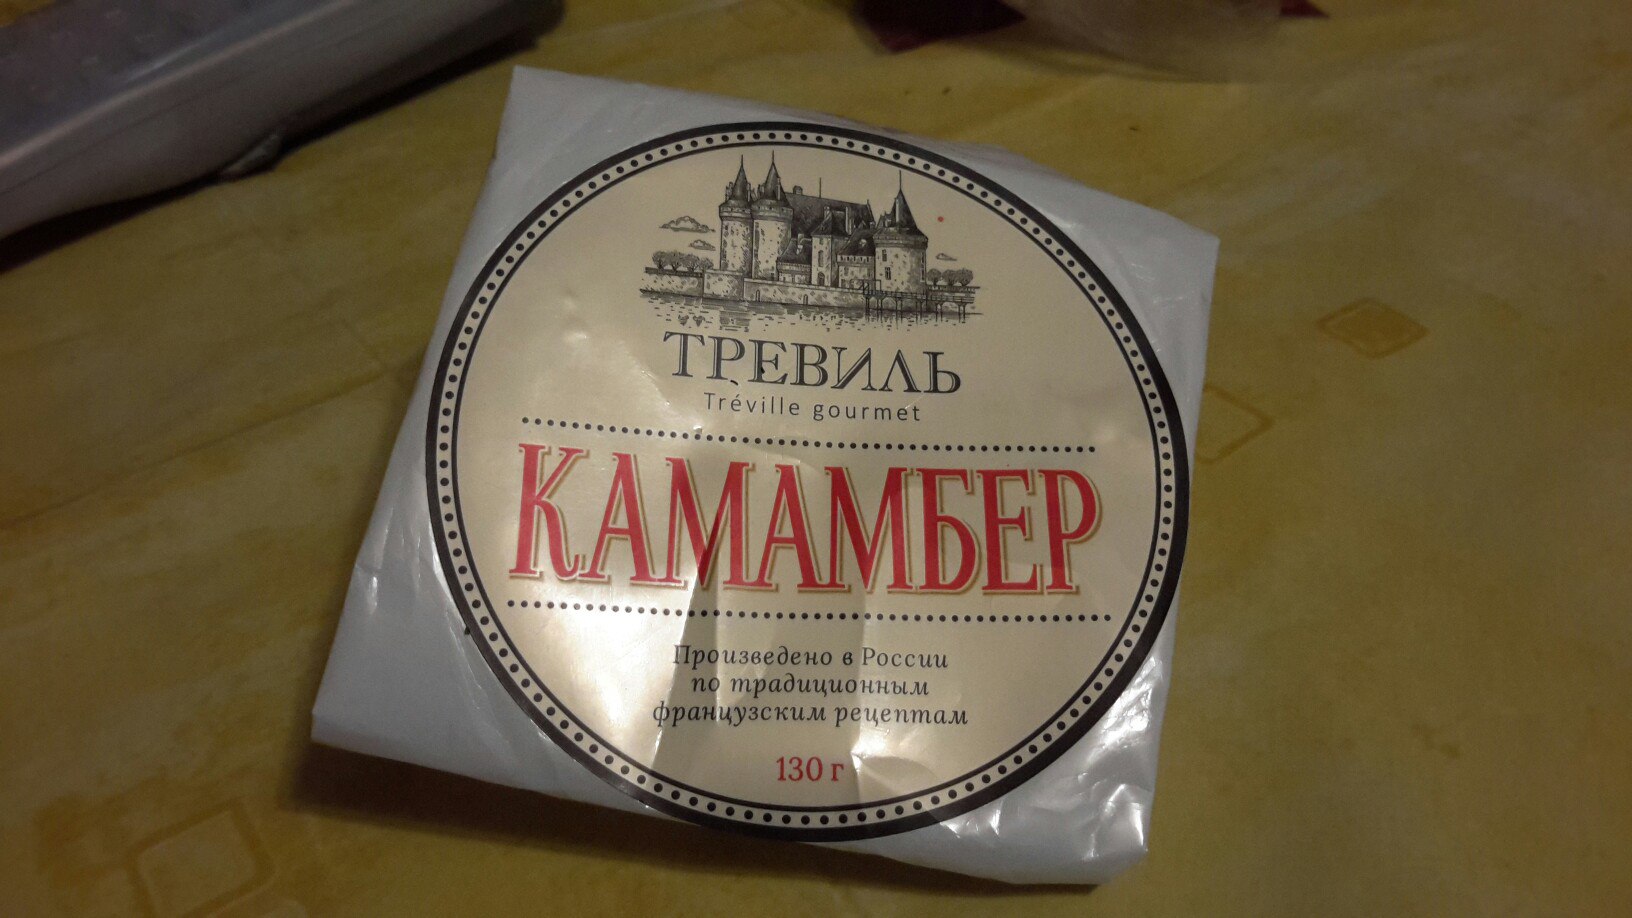 ТРЕВИЛЬ
Tréville gourmet
КАМАМБЕР
Произведено в России
по традиционным
французским рецептам
130 г